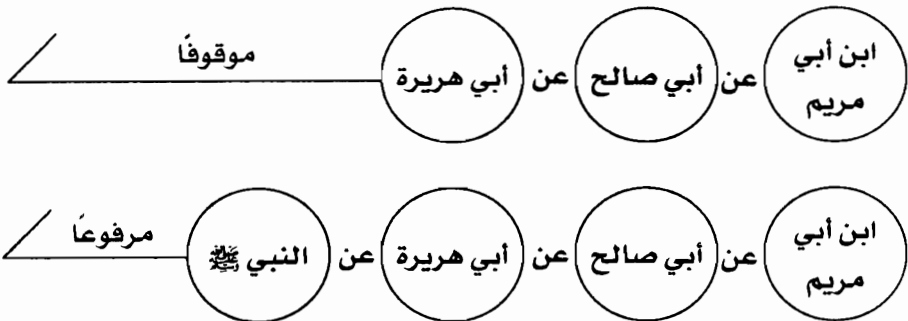 ابن أبي مريم عن أبي صالح عن أبي هريرة موقوفًا
ابن أبي مريم عن أبي صالح عن أبي هريرة عن النبي ﷺ مرفوعًا